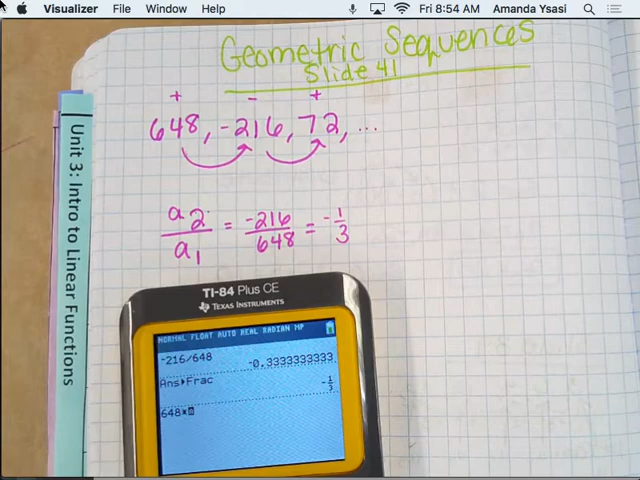 Visualizer File Window Help Fri 8:54 AM Amanda Ysasi
Geometric Sequences
Slide 41
+ - +
648, -216, 72, ...
a2/a1 = -216/648 = -1/3
Unit 3: Intro to Linear Functions
TI-84 Plus CE
TEXAS INSTRUMENTS
NORMAL FLOAT AUTO REAL RADIAN MP
-216/648
-0.3333333333
Ans▸Frac
-1/3
648*